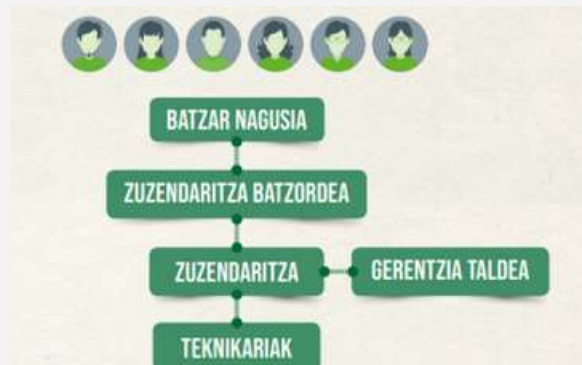 BATZAR NAGUSIA
ZUZENDARITZA BATZORDEA
ZUZENDARITZA
GERENTZIA TALDEA
TEKNIKARIAK